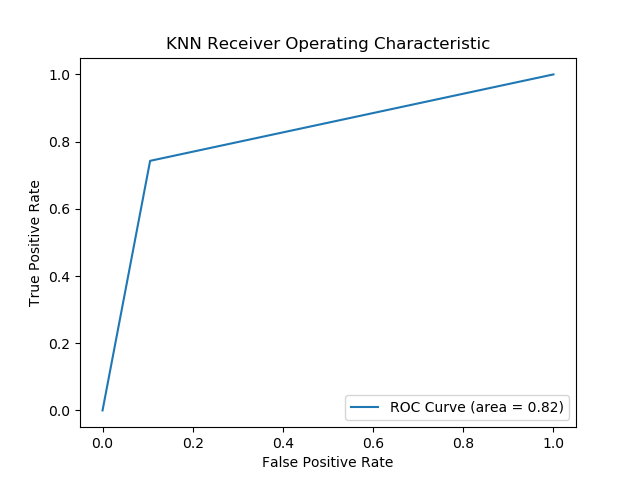 KNN Receiver Operating Characteristic
True Positive Rate
1.0
0.8
0.6
0.4
0.2
0.0
ROC Curve (area = 0.82)
0.0 0.2 0.4 0.6 0.8 1.0
False Positive Rate